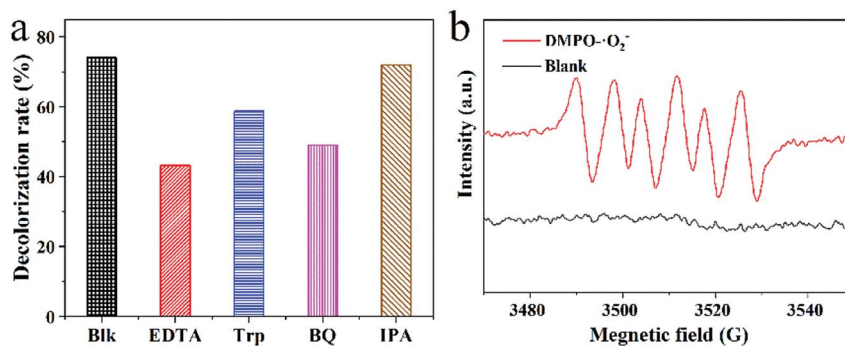 a
Decolorization rate (%)
80
60
40
20
0
Blk EDTA Trp BQ IPA
b
Intensity (a.u.)
DMPO-·O₂⁻
Blank
3480 3500 3520 3540
Megnetic field (G)